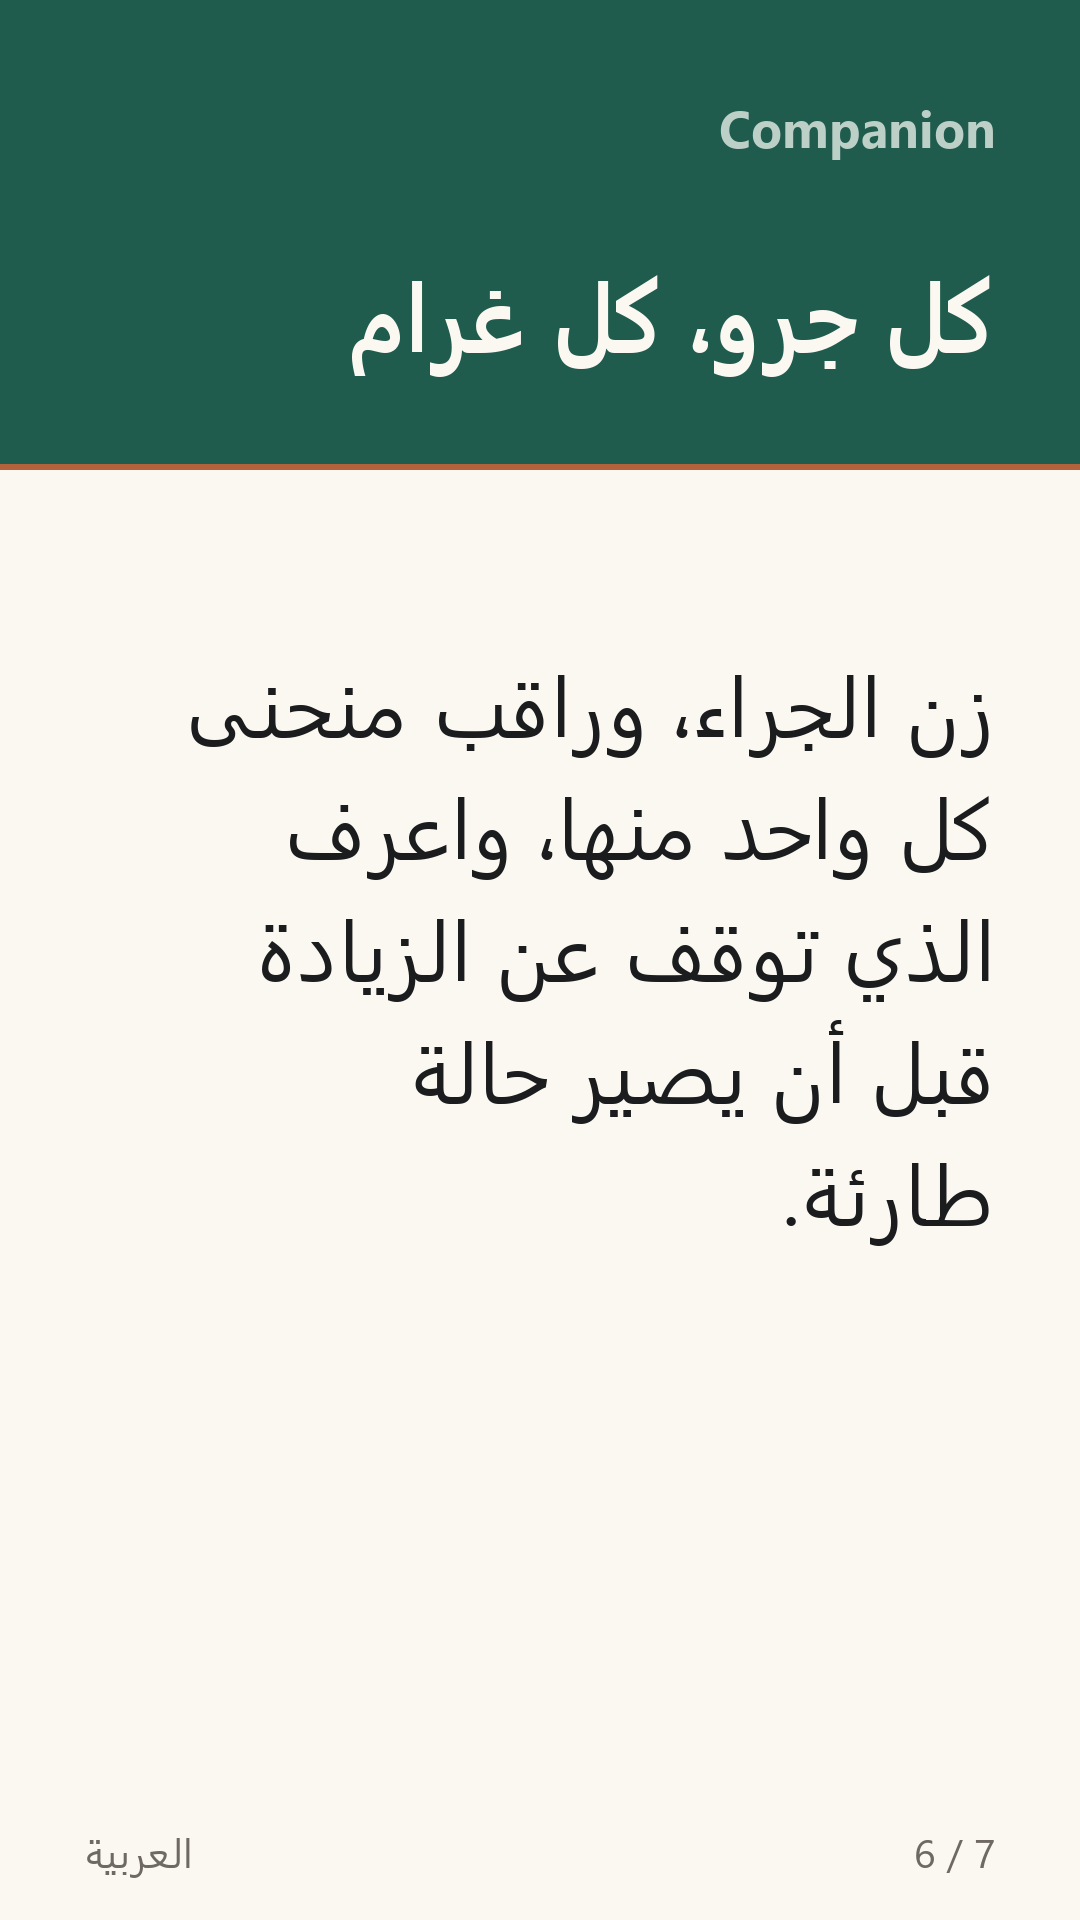 Companion
كل جرو، كل غرام
زن الجراء، وراقب منحنى
كل واحد منها، واعرف
الذي توقف عن الزيادة
قبل أن يصير حالة
طارئة.
6 / 7
العربية